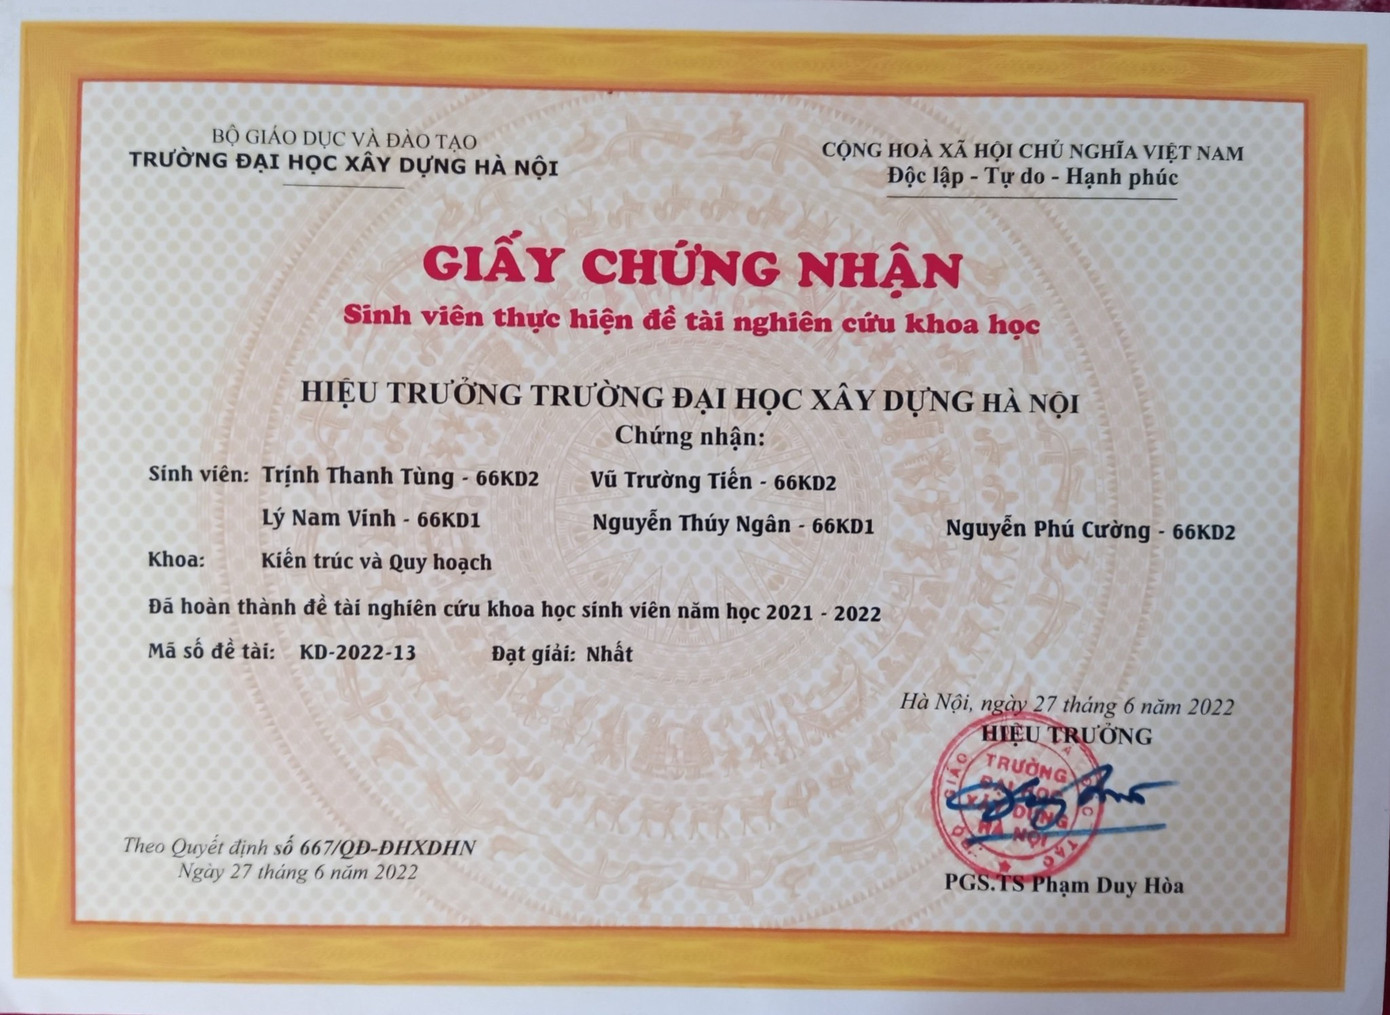 BỘ GIÁO DỤC VÀ ĐÀO TẠO
TRƯỜNG ĐẠI HỌC XÂY DỰNG HÀ NỘI
CỘNG HOÀ XÃ HỘI CHỦ NGHĨA VIỆT NAM
Độc lập - Tự do - Hạnh phúc
GIẤY CHỨNG NHẬN
Sinh viên thực hiện đề tài nghiên cứu khoa học
HIỆU TRƯỞNG TRƯỜNG ĐẠI HỌC XÂY DỰNG HÀ NỘI
Chứng nhận:
Sinh viên: Trịnh Thanh Tùng - 66KD2 Vũ Trường Tiến - 66KD2
Lý Nam Vinh - 66KD1 Nguyễn Thúy Ngân - 66KD1 Nguyễn Phú Cường - 66KD2
Khoa: Kiến trúc và Quy hoạch
Đã hoàn thành đề tài nghiên cứu khoa học sinh viên năm học 2021 - 2022
Mã số đề tài: KD-2022-13 Đạt giải: Nhất
Hà Nội, ngày 27 tháng 6 năm 2022
HIỆU TRƯỞNG
TRƯỜNG
ĐẠI HỌC
XÂY DỰNG
HÀ NỘI
PGS.TS Phạm Duy Hòa
Theo Quyết định số 667/QĐ-ĐHXDHN
Ngày 27 tháng 6 năm 2022